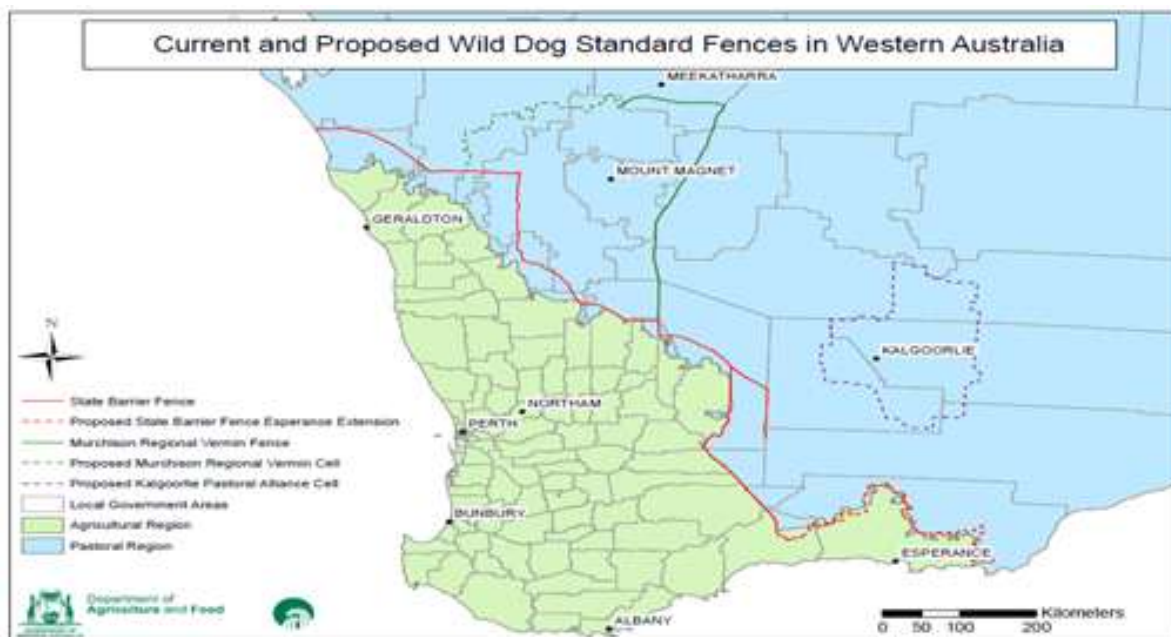 Current and Proposed Wild Dog Standard Fences in Western Australia
MEEKATHARRA
MOUNT MAGNET
GERALDTON
KALGOORLIE
N
NORTHAM
PERTH
BUNBURY
ESPERANCE
ALBANY
State Barrier Fence
Proposed State Barrier Fence Esperance Extension
Murchison Regional Vermin Fence
Proposed Murchison Regional Vermin Cell
Proposed Kalgoorlie Pastoral Alliance Cell
Local Government Areas
Agricultural Region
Pastoral Region
Department of
Agriculture and Food
Kilometers
0 50 100 200